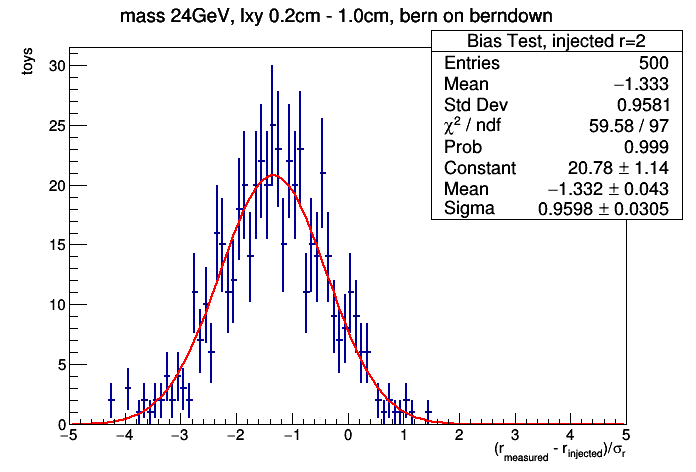 mass 24GeV, lxy 0.2cm - 1.0cm, bern on berndown
toys
Bias Test, injected r=2
Entries 500
Mean −1.333
Std Dev 0.9581
χ² / ndf 59.58 / 97
Prob 0.999
Constant 20.78 ± 1.14
Mean −1.332 ± 0.043
Sigma 0.9598 ± 0.0305
30
25
20
15
10
5
0
−5 −4 −3 −2 −1 0 1 2 3 4 5
(r_measured - r_injected)/σ_r